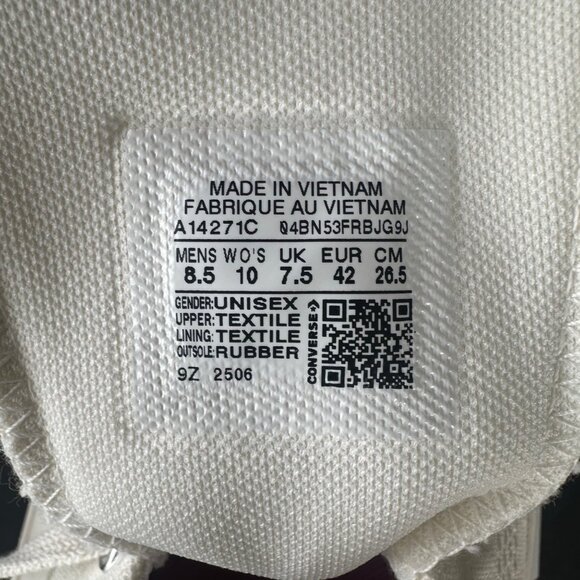 MADE IN VIETNAM
FABRIQUE AU VIETNAM
A14271C 04BN53FRBJG9J
MENS WO'S UK EUR CM
8.5 10 7.5 42 26.5
GENDER:UNISEX
UPPER:TEXTILE
LINING:TEXTILE
OUTSOLE:RUBBER
CONVERSE
9Z 2506